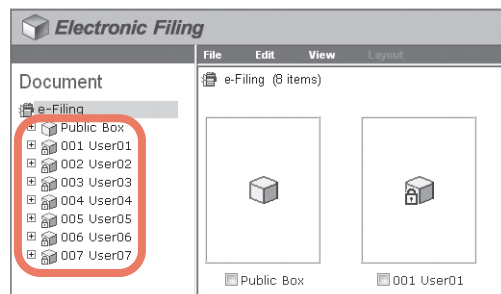 Electronic Filing
File Edit View Layout
Document
e-Filing
Public Box
001 User01
002 User02
003 User03
004 User04
005 User05
006 User06
007 User07
e-Filing (8 items)
Public Box
001 User01